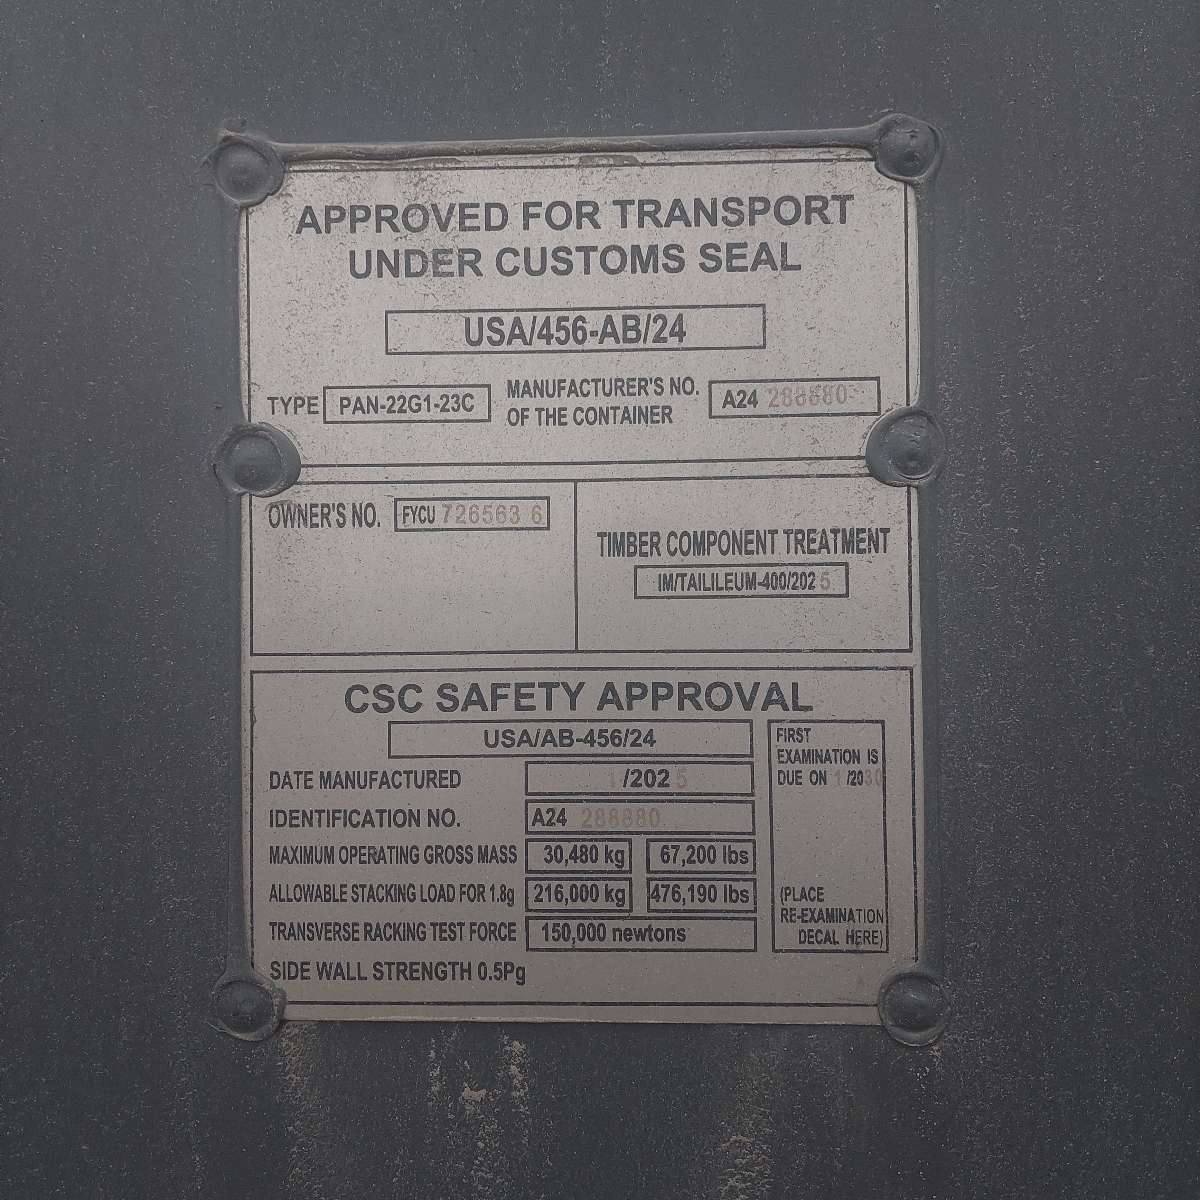 APPROVED FOR TRANSPORT
UNDER CUSTOMS SEAL
USA/456-AB/24
TYPE PAN-22G1-23C MANUFACTURER'S NO. OF THE CONTAINER A24
OWNER'S NO. FYCU 726563 6
TIMBER COMPONENT TREATMENT
IM/TAILILEUM-400/2025
CSC SAFETY APPROVAL
USA/AB-456/24
DATE MANUFACTURED 1/2025
IDENTIFICATION NO. A24 288880
MAXIMUM OPERATING GROSS MASS 30,480 kg 67,200 lbs
ALLOWABLE STACKING LOAD FOR 1.8g 216,000 kg 476,190 lbs
TRANSVERSE RACKING TEST FORCE 150,000 newtons
SIDE WALL STRENGTH 0.5Pg
FIRST
EXAMINATION IS
DUE ON 1/2030
(PLACE
RE-EXAMINATION
DECAL HERE)